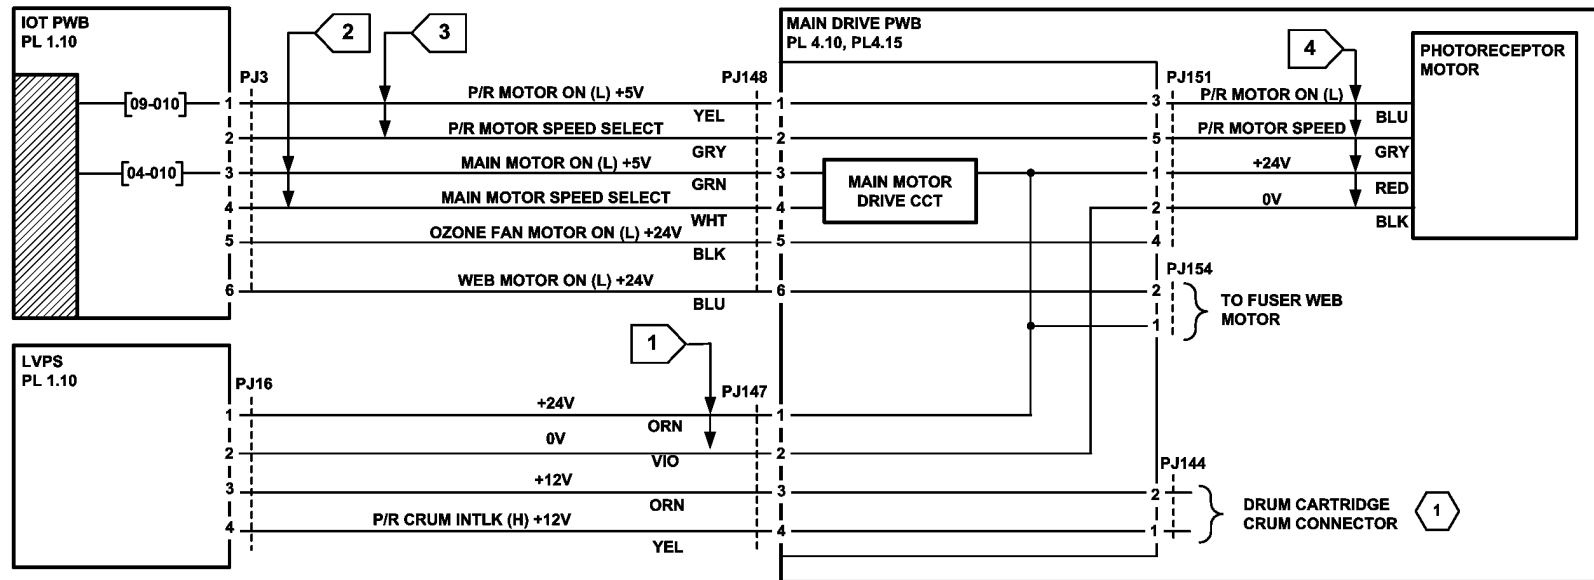 IOT PWB
PL 1.10
2
3
MAIN DRIVE PWB
PL 4.10, PL4.15
4
PHOTORECEPTOR
MOTOR
PJ3
PJ148
PJ151
[09-010]
1
P/R MOTOR ON (L) +5V
YEL
1
3
P/R MOTOR ON (L)
BLU
2
P/R MOTOR SPEED SELECT
GRY
2
5
P/R MOTOR SPEED
GRY
[04-010]
3
MAIN MOTOR ON (L) +5V
GRN
3
MAIN MOTOR
DRIVE CCT
1
+24V
RED
4
MAIN MOTOR SPEED SELECT
WHT
4
2
0V
BLK
5
OZONE FAN MOTOR ON (L) +24V
BLK
5
4
PJ154
6
WEB MOTOR ON (L) +24V
BLU
6
2
1
TO FUSER WEB
MOTOR
1
LVPS
PL 1.10
PJ16
PJ147
1
+24V
ORN
1
2
0V
VIO
2
PJ144
3
+12V
ORN
3
2
4
P/R CRUM INTLK (H) +12V
YEL
4
1
DRUM CARTRIDGE
CRUM CONNECTOR
1